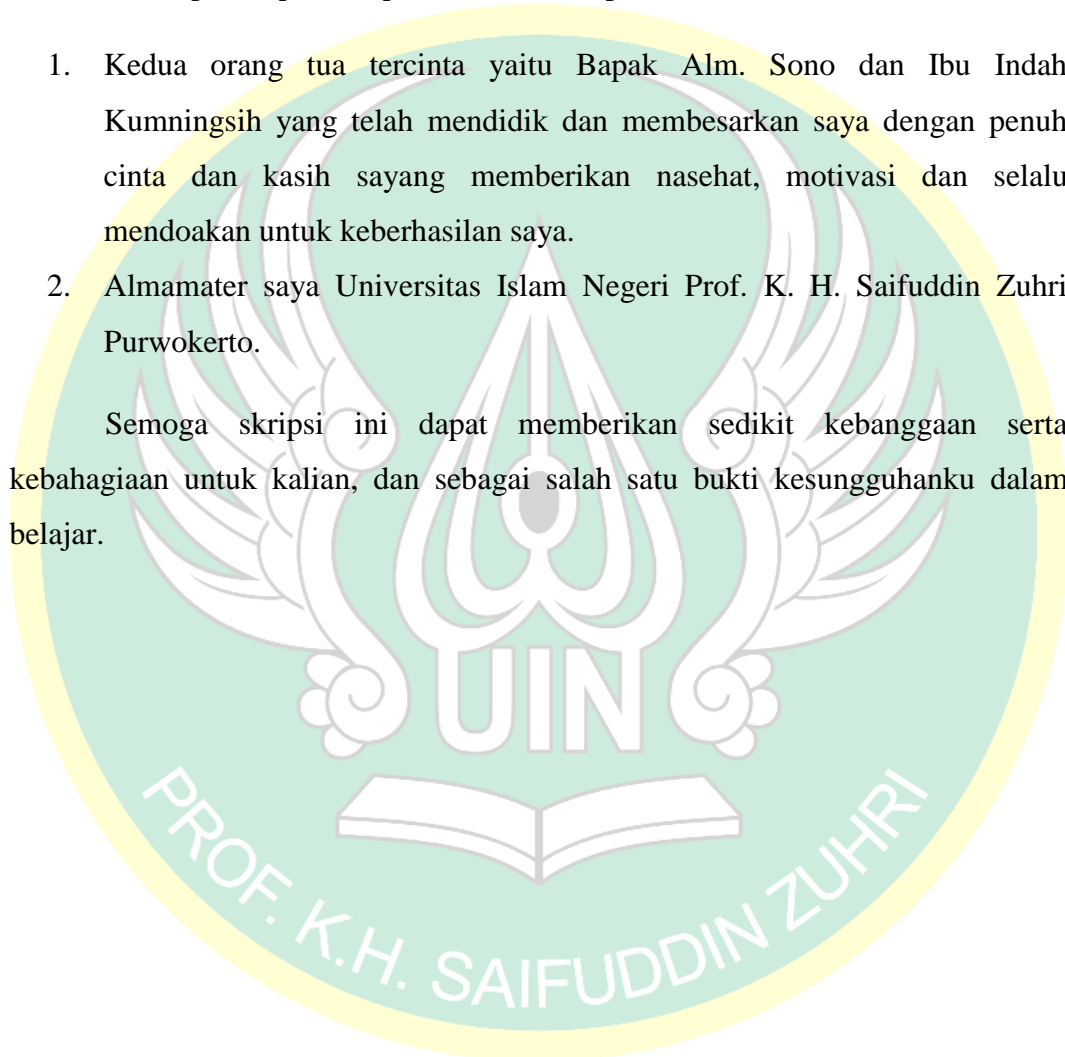 1. Kedua orang tua tercinta yaitu Bapak Alm. Sono dan Ibu Indah
Kumningsih yang telah mendidik dan membesarkan saya dengan penuh
cinta dan kasih sayang memberikan nasehat, motivasi dan selalu
mendoakan untuk keberhasilan saya.
2. Almamater saya Universitas Islam Negeri Prof. K. H. Saifuddin Zuhri
Purwokerto.
Semoga skripsi ini dapat memberikan sedikit kebanggaan serta
kebahagiaan untuk kalian, dan sebagai salah satu bukti kesungguhanku dalam
belajar.
UIN
PROF. K.H. SAIFUDDIN ZUHRI